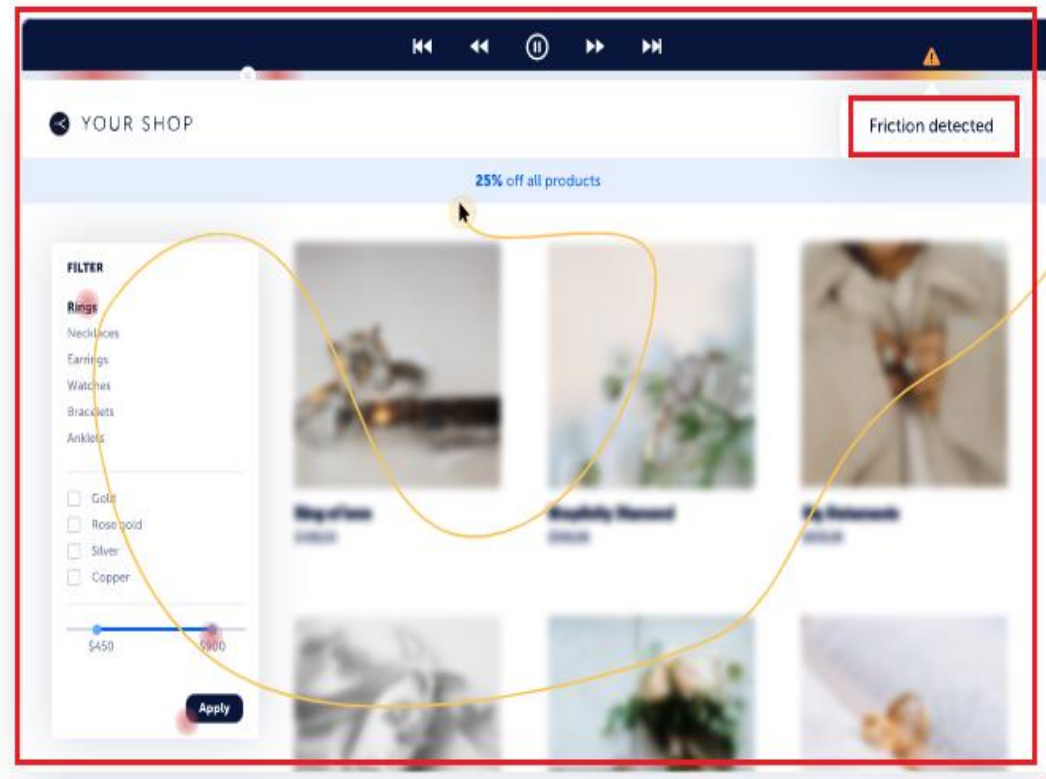 Friction detected
YOUR SHOP
25% off all products
FILTER
Rings
Necklaces
Earrings
Watches
Bracelets
Anklets
Gold
Rose gold
Silver
Copper
$450 $900
Apply